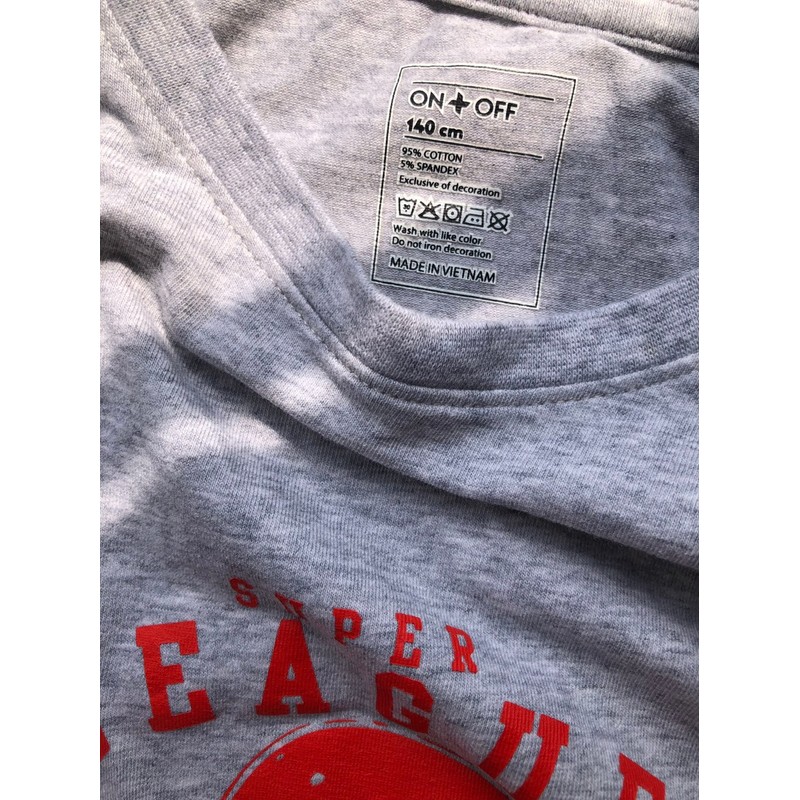 ON + OFF
140 cm
95% COTTON
5% SPANDEX
Exclusive of decoration
Wash with like color
Do not iron decoration
MADE IN VIETNAM
SUPER
LEAGUE